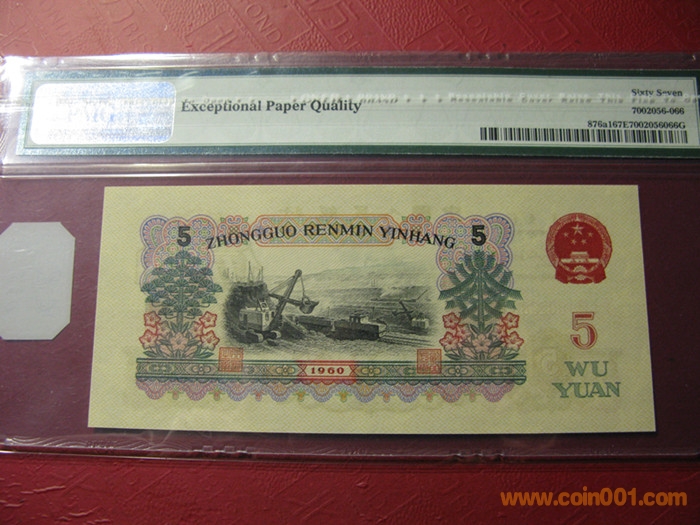 Exceptional Paper Quality
Sixty Seven
7002056-066
876a167E7002056066G
5 ZHONGGUO RENMIN YINHANG 5
1960
5
WU
YUAN
www.coin001.com